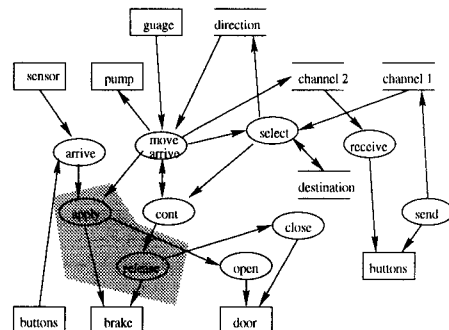 guage
direction
sensor
pump
channel 2
channel 1
arrive
move
arrive
select
receive
destination
apply
cont
close
send
release
open
buttons
buttons
brake
door